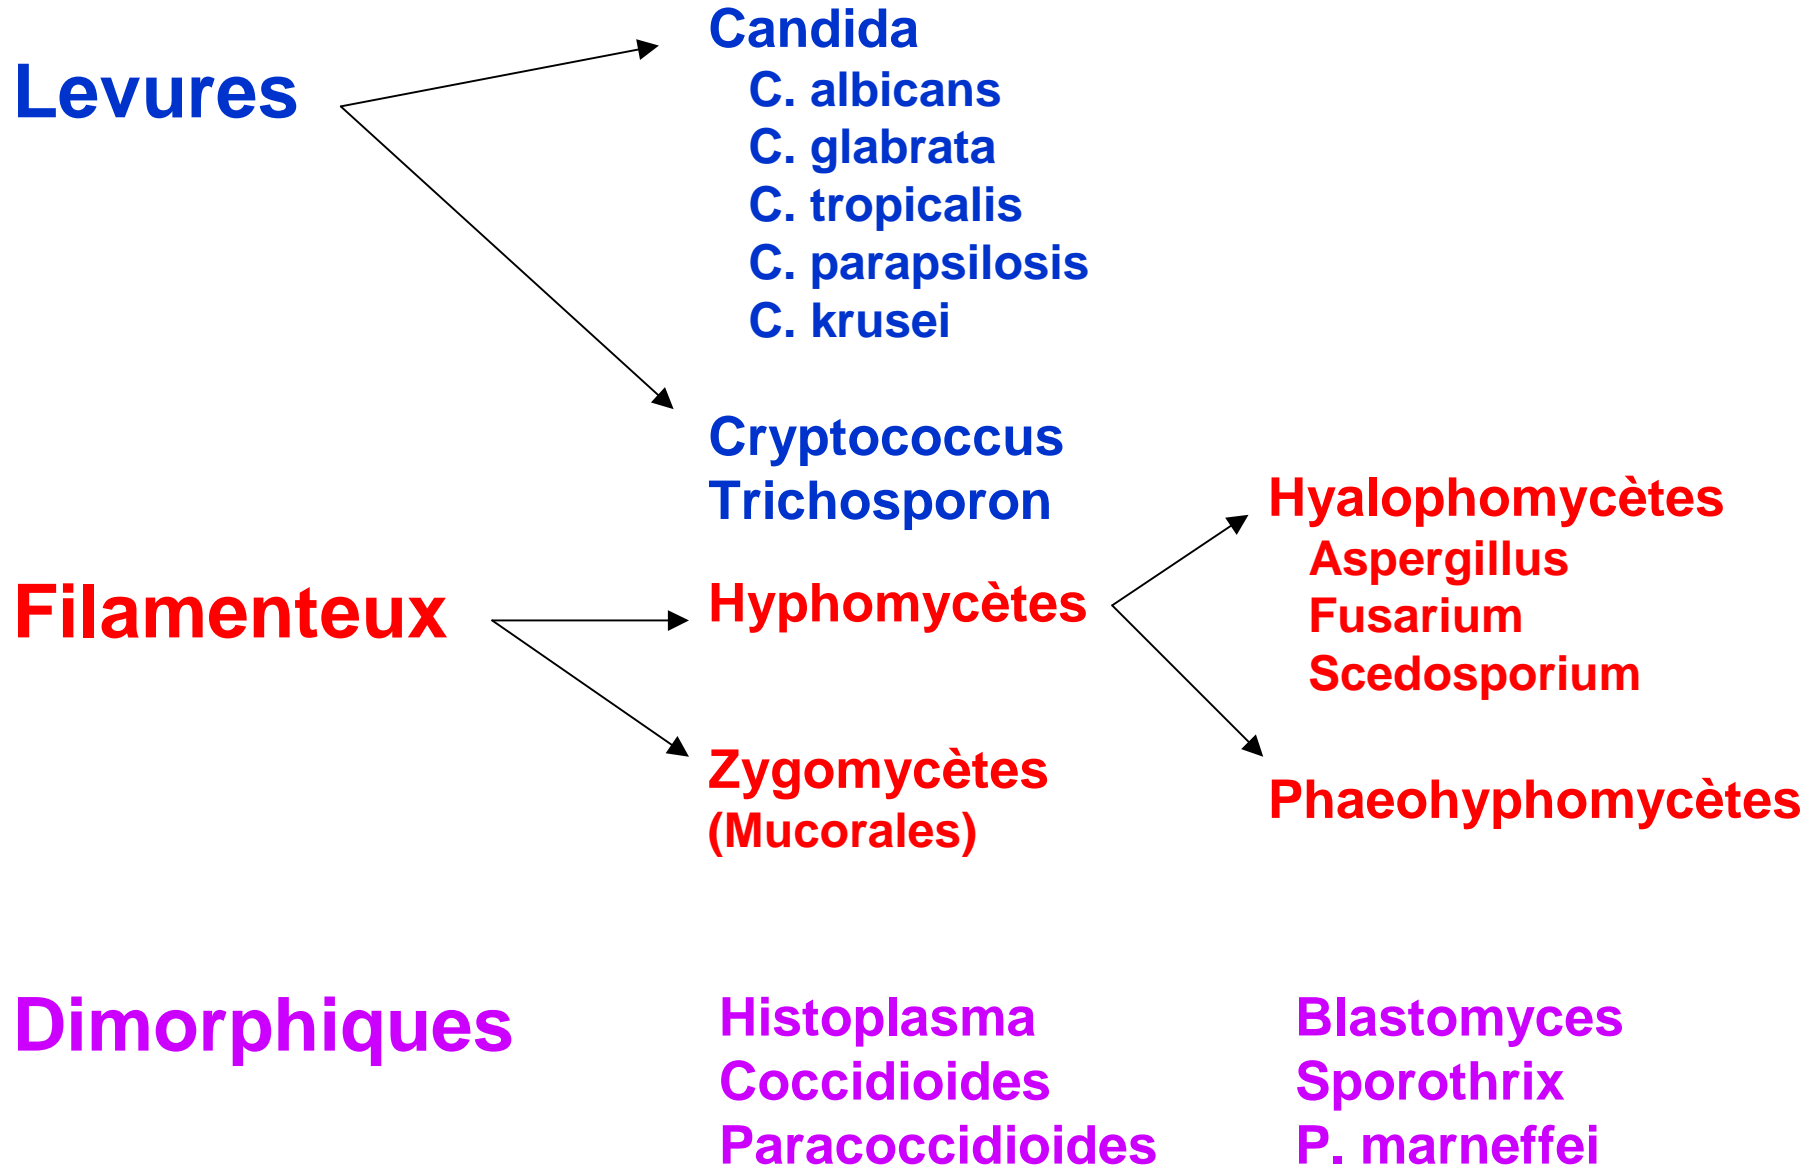 Levures
Candida
C. albicans
C. glabrata
C. tropicalis
C. parapsilosis
C. krusei
Cryptococcus
Trichosporon
Filamenteux
Hyphomycètes
Zygomycètes
(Mucorales)
Hyalophomycètes
Aspergillus
Fusarium
Scedosporium
Phaeohyphomycètes
Dimorphiques
Histoplasma
Coccidioides
Paracoccidioides
Blastomyces
Sporothrix
P. marneffei